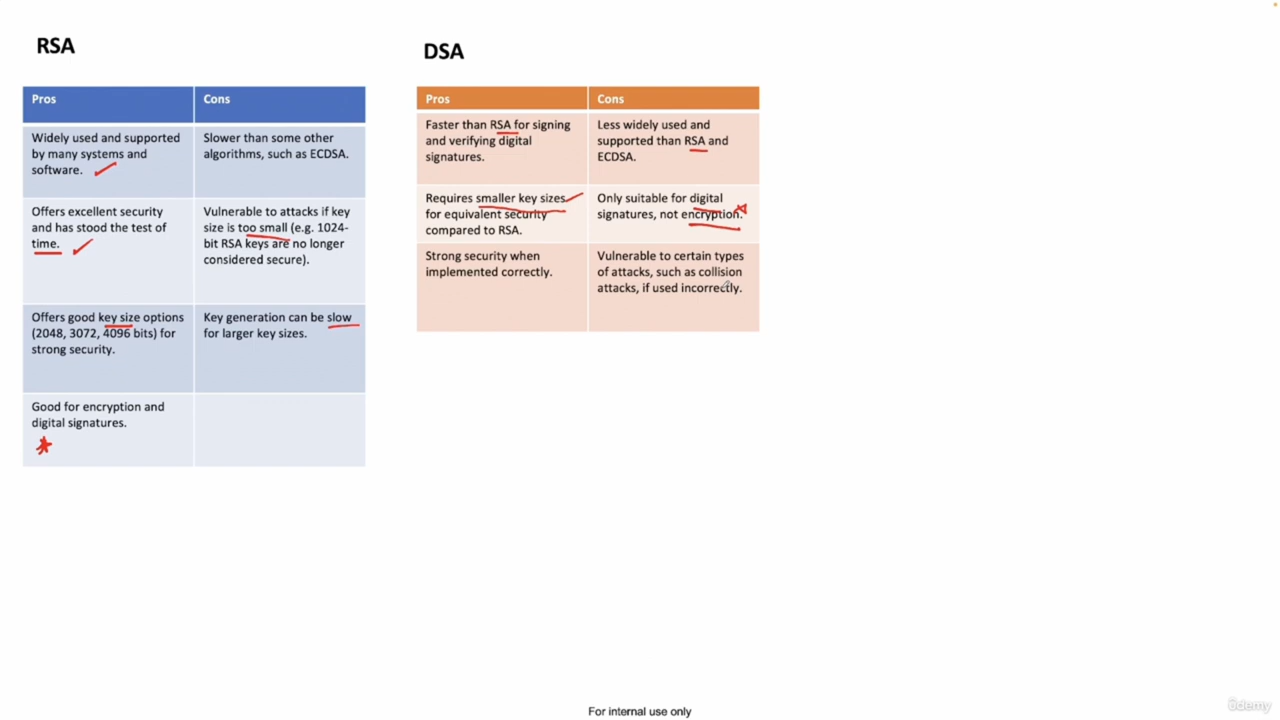 RSA
Pros
Cons
Widely used and supported
by many systems and
software.
Slower than some other
algorithms, such as ECDSA.
Offers excellent security
and has stood the test of
time.
Vulnerable to attacks if key
size is too small (e.g. 1024-
bit RSA keys are no longer
considered secure).
Offers good key size options
(2048, 3072, 4096 bits) for
strong security.
Key generation can be slow
for larger key sizes.
Good for encryption and
digital signatures.
DSA
Pros
Cons
Faster than RSA for signing
and verifying digital
signatures.
Less widely used and
supported than RSA and
ECDSA.
Requires smaller key sizes
for equivalent security
compared to RSA.
Only suitable for digital
signatures, not encryption.
Strong security when
implemented correctly.
Vulnerable to certain types
of attacks, such as collision
attacks, if used incorrectly.
For internal use only
ûdemy